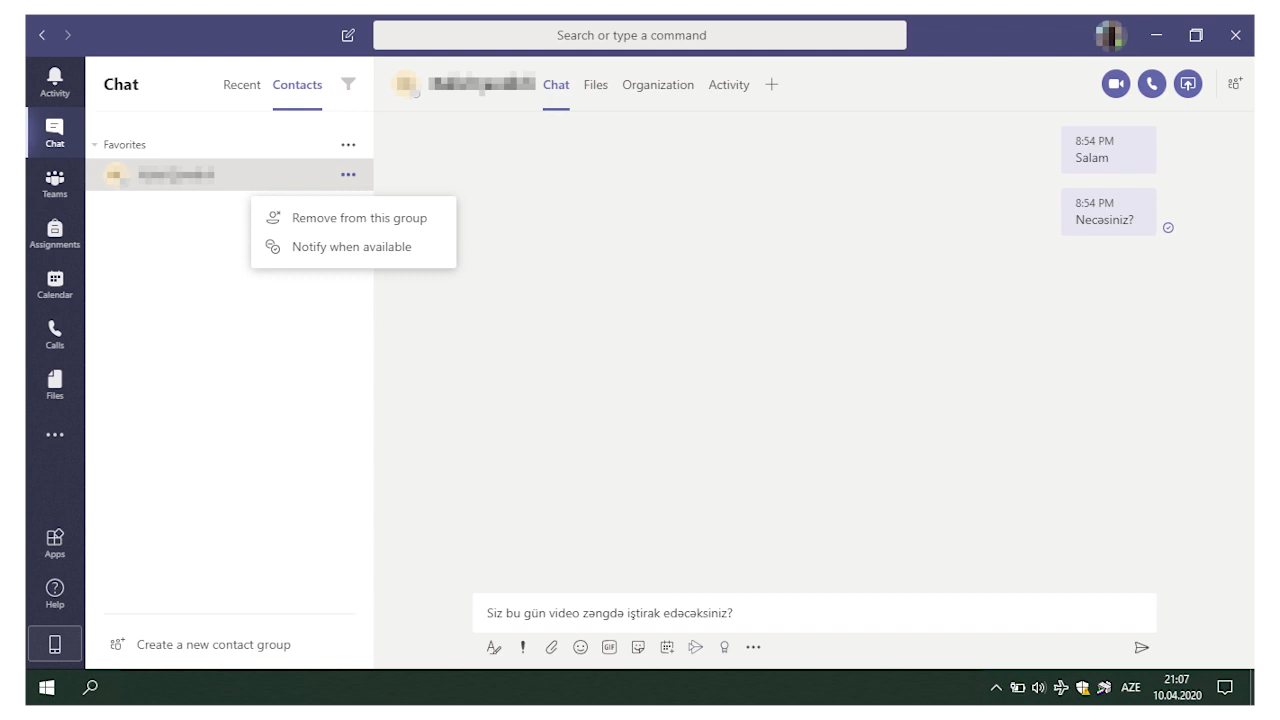 Search or type a command
Activity
Chat
Teams
Assignments
Calendar
Calls
Files
Apps
Help
Chat
Recent
Contacts
Favorites
Remove from this group
Notify when available
Create a new contact group
Chat
Files
Organization
Activity
8:54 PM
Salam
8:54 PM
Necəsiniz?
Siz bu gün video zəngdə iştirak edəcəksiniz?
GIF
AZE
21:07
10.04.2020